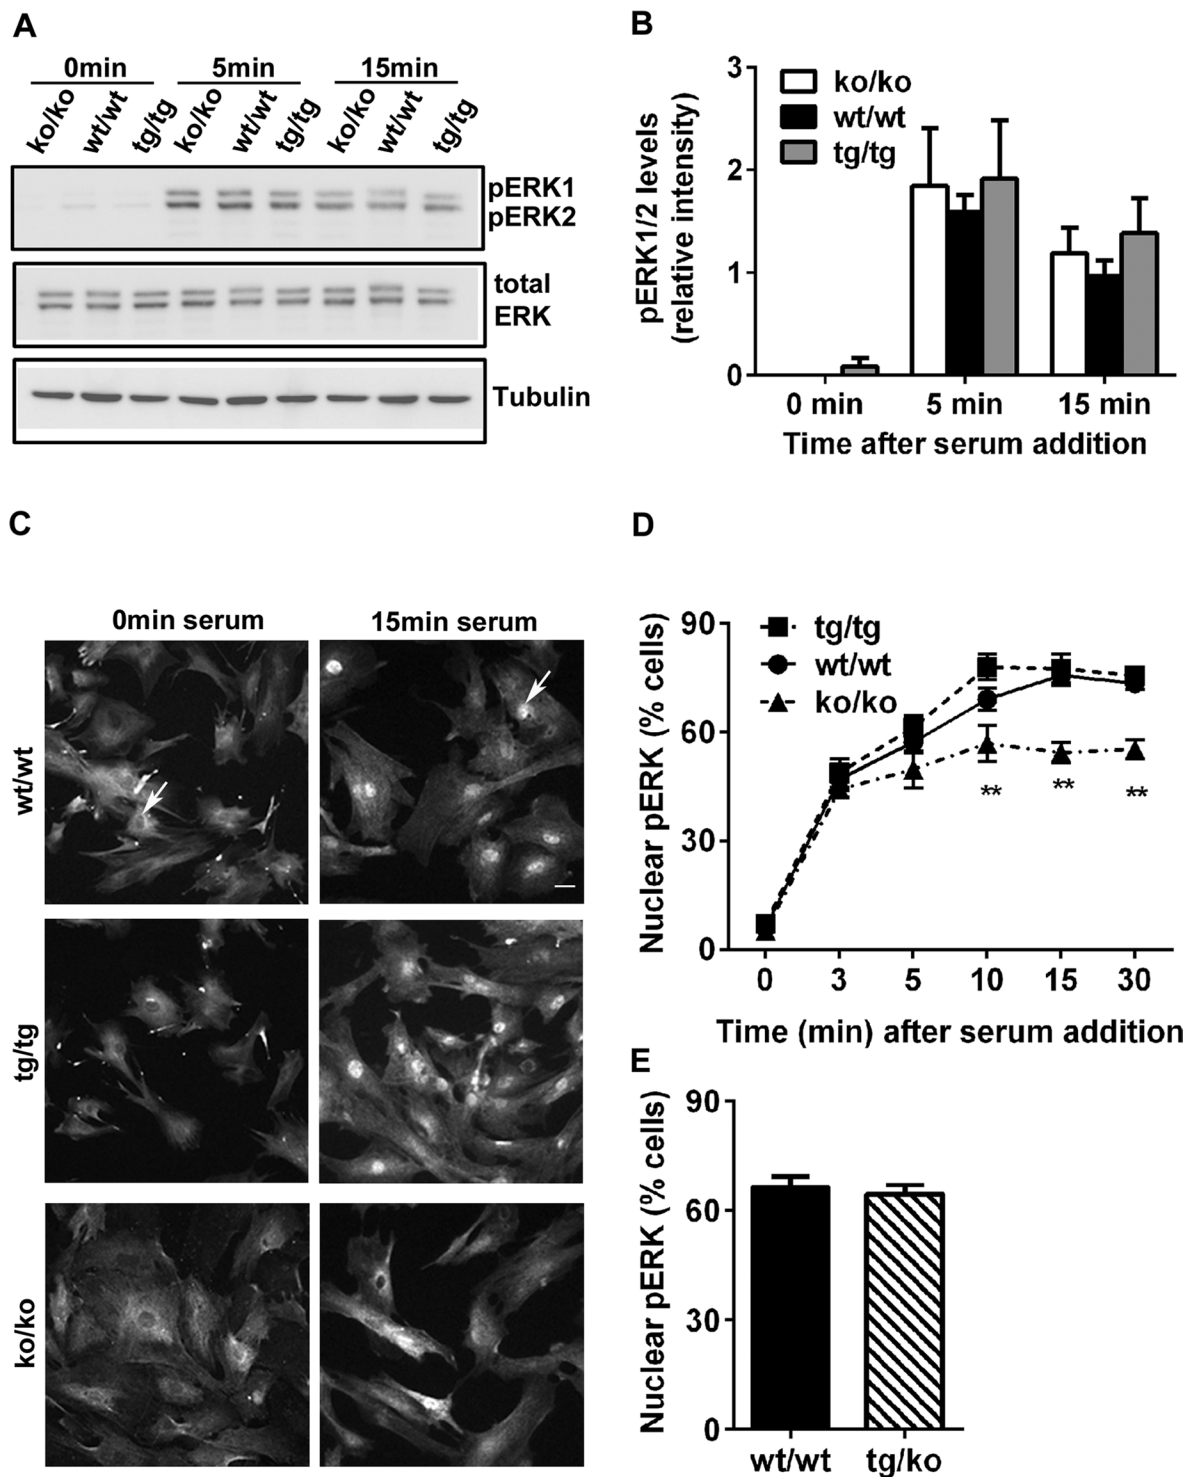 A
0min 5min 15min
ko/ko wt/wt tg/tg ko/ko wt/wt tg/tg ko/ko wt/wt tg/tg
pERK1
pERK2
total
ERK
Tubulin
B
3
2
1
0
pERK1/2 levels
(relative intensity)
ko/ko
wt/wt
tg/tg
0 min 5 min 15 min
Time after serum addition
C
0min serum 15min serum
wt/wt
tg/tg
ko/ko
D
90
60
30
0
Nuclear pERK (% cells)
tg/tg
wt/wt
ko/ko
** ** **
0 3 5 10 15 30
Time (min) after serum addition
E
90
60
30
0
Nuclear pERK (% cells)
wt/wt tg/ko